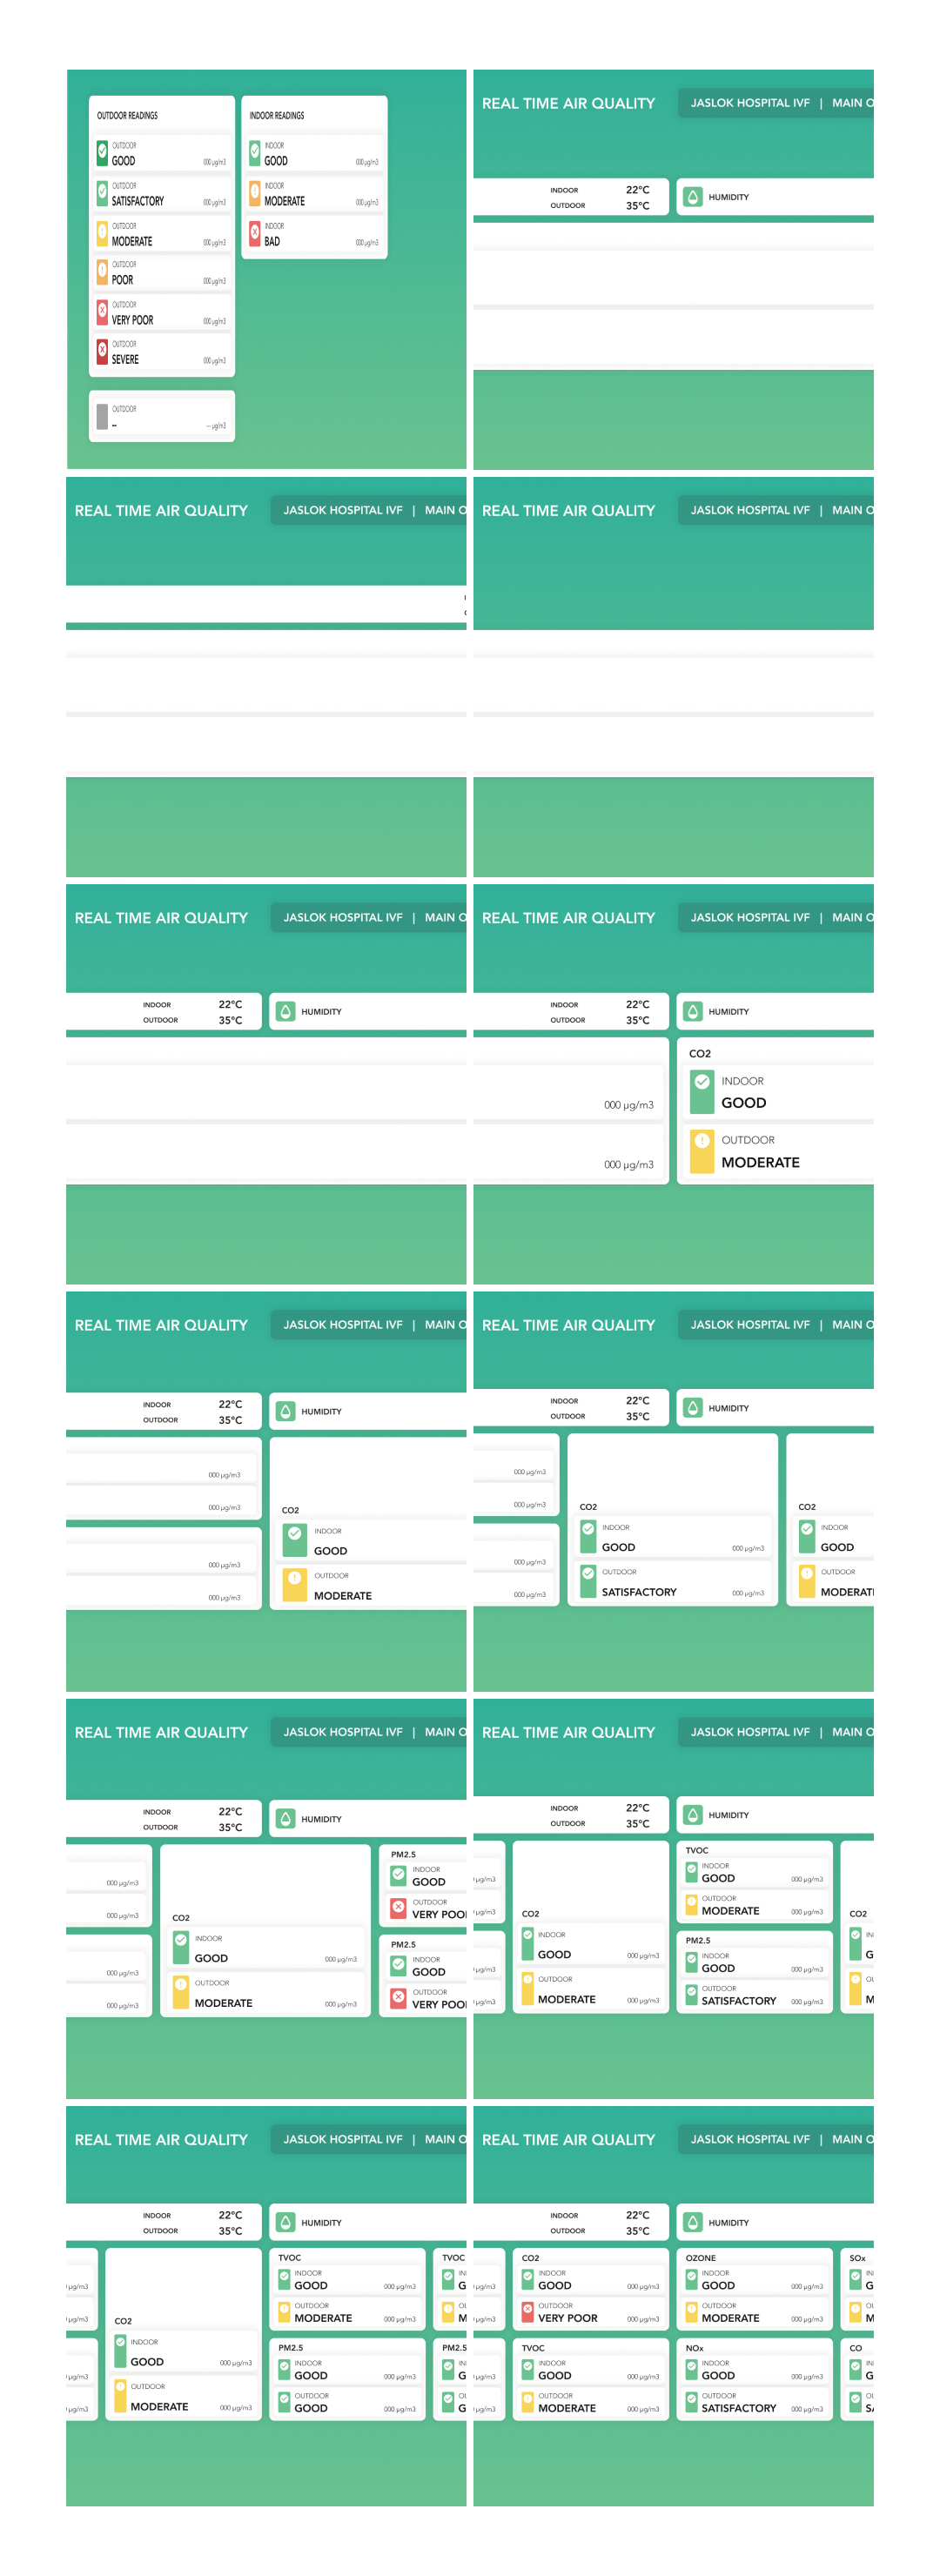 OUTDOOR READINGS
OUTDOOR
GOOD 000 µg/m3
OUTDOOR
SATISFACTORY 000 µg/m3
OUTDOOR
MODERATE 000 µg/m3
OUTDOOR
POOR 000 µg/m3
OUTDOOR
VERY POOR 000 µg/m3
OUTDOOR
SEVERE 000 µg/m3
OUTDOOR
-- -- µg/m3
INDOOR READINGS
INDOOR
GOOD 000 µg/m3
INDOOR
MODERATE 000 µg/m3
INDOOR
BAD 000 µg/m3
REAL TIME AIR QUALITY JASLOK HOSPITAL IVF | MAIN O
INDOOR 22°C HUMIDITY
OUTDOOR 35°C
REAL TIME AIR QUALITY JASLOK HOSPITAL IVF | MAIN O
REAL TIME AIR QUALITY JASLOK HOSPITAL IVF | MAIN O
REAL TIME AIR QUALITY JASLOK HOSPITAL IVF | MAIN O
INDOOR 22°C HUMIDITY
OUTDOOR 35°C
REAL TIME AIR QUALITY JASLOK HOSPITAL IVF | MAIN O
INDOOR 22°C HUMIDITY
OUTDOOR 35°C
CO2
INDOOR
000 µg/m3 GOOD
OUTDOOR
000 µg/m3 MODERATE
REAL TIME AIR QUALITY JASLOK HOSPITAL IVF | MAIN O
INDOOR 22°C HUMIDITY
OUTDOOR 35°C
000 µg/m3
000 µg/m3
000 µg/m3
000 µg/m3
CO2
INDOOR
GOOD
OUTDOOR
MODERATE
REAL TIME AIR QUALITY JASLOK HOSPITAL IVF | MAIN O
INDOOR 22°C HUMIDITY
OUTDOOR 35°C
000 µg/m3
000 µg/m3
000 µg/m3
000 µg/m3
CO2
INDOOR
GOOD 000 µg/m3
OUTDOOR
SATISFACTORY 000 µg/m3
CO2
INDOOR
GOOD
OUTDOOR
MODERAT
REAL TIME AIR QUALITY JASLOK HOSPITAL IVF | MAIN O
INDOOR 22°C HUMIDITY
OUTDOOR 35°C
000 µg/m3
000 µg/m3
000 µg/m3
000 µg/m3
CO2
INDOOR
GOOD 000 µg/m3
OUTDOOR
MODERATE 000 µg/m3
PM2.5
INDOOR
GOOD
OUTDOOR
VERY POO
PM2.5
INDOOR
GOOD
OUTDOOR
VERY POO
REAL TIME AIR QUALITY JASLOK HOSPITAL IVF | MAIN O
INDOOR 22°C HUMIDITY
OUTDOOR 35°C
µg/m3
µg/m3
µg/m3
µg/m3
CO2
INDOOR
GOOD 000 µg/m3
OUTDOOR
MODERATE 000 µg/m3
TVOC
INDOOR
GOOD 000 µg/m3
OUTDOOR
MODERATE 000 µg/m3
PM2.5
INDOOR
GOOD 000 µg/m3
OUTDOOR
SATISFACTORY 000 µg/m3
CO2
IN
G
OU
M
REAL TIME AIR QUALITY JASLOK HOSPITAL IVF | MAIN O
INDOOR 22°C HUMIDITY
OUTDOOR 35°C
µg/m3
µg/m3
µg/m3
µg/m3
CO2
INDOOR
GOOD 000 µg/m3
OUTDOOR
MODERATE 000 µg/m3
TVOC
INDOOR
GOOD 000 µg/m3
OUTDOOR
MODERATE 000 µg/m3
PM2.5
INDOOR
GOOD 000 µg/m3
OUTDOOR
GOOD 000 µg/m3
TVOC
IN
G
OU
M
PM2.5
IN
G
OU
G
REAL TIME AIR QUALITY JASLOK HOSPITAL IVF | MAIN O
INDOOR 22°C HUMIDITY
OUTDOOR 35°C
µg/m3
µg/m3
µg/m3
µg/m3
CO2
INDOOR
GOOD 000 µg/m3
OUTDOOR
VERY POOR 000 µg/m3
TVOC
INDOOR
GOOD 000 µg/m3
OUTDOOR
MODERATE 000 µg/m3
OZONE
INDOOR
GOOD 000 µg/m3
OUTDOOR
MODERATE 000 µg/m3
NOx
INDOOR
GOOD 000 µg/m3
OUTDOOR
SATISFACTORY 000 µg/m3
SOx
IN
G
OU
M
CO
IN
G
OU
SA